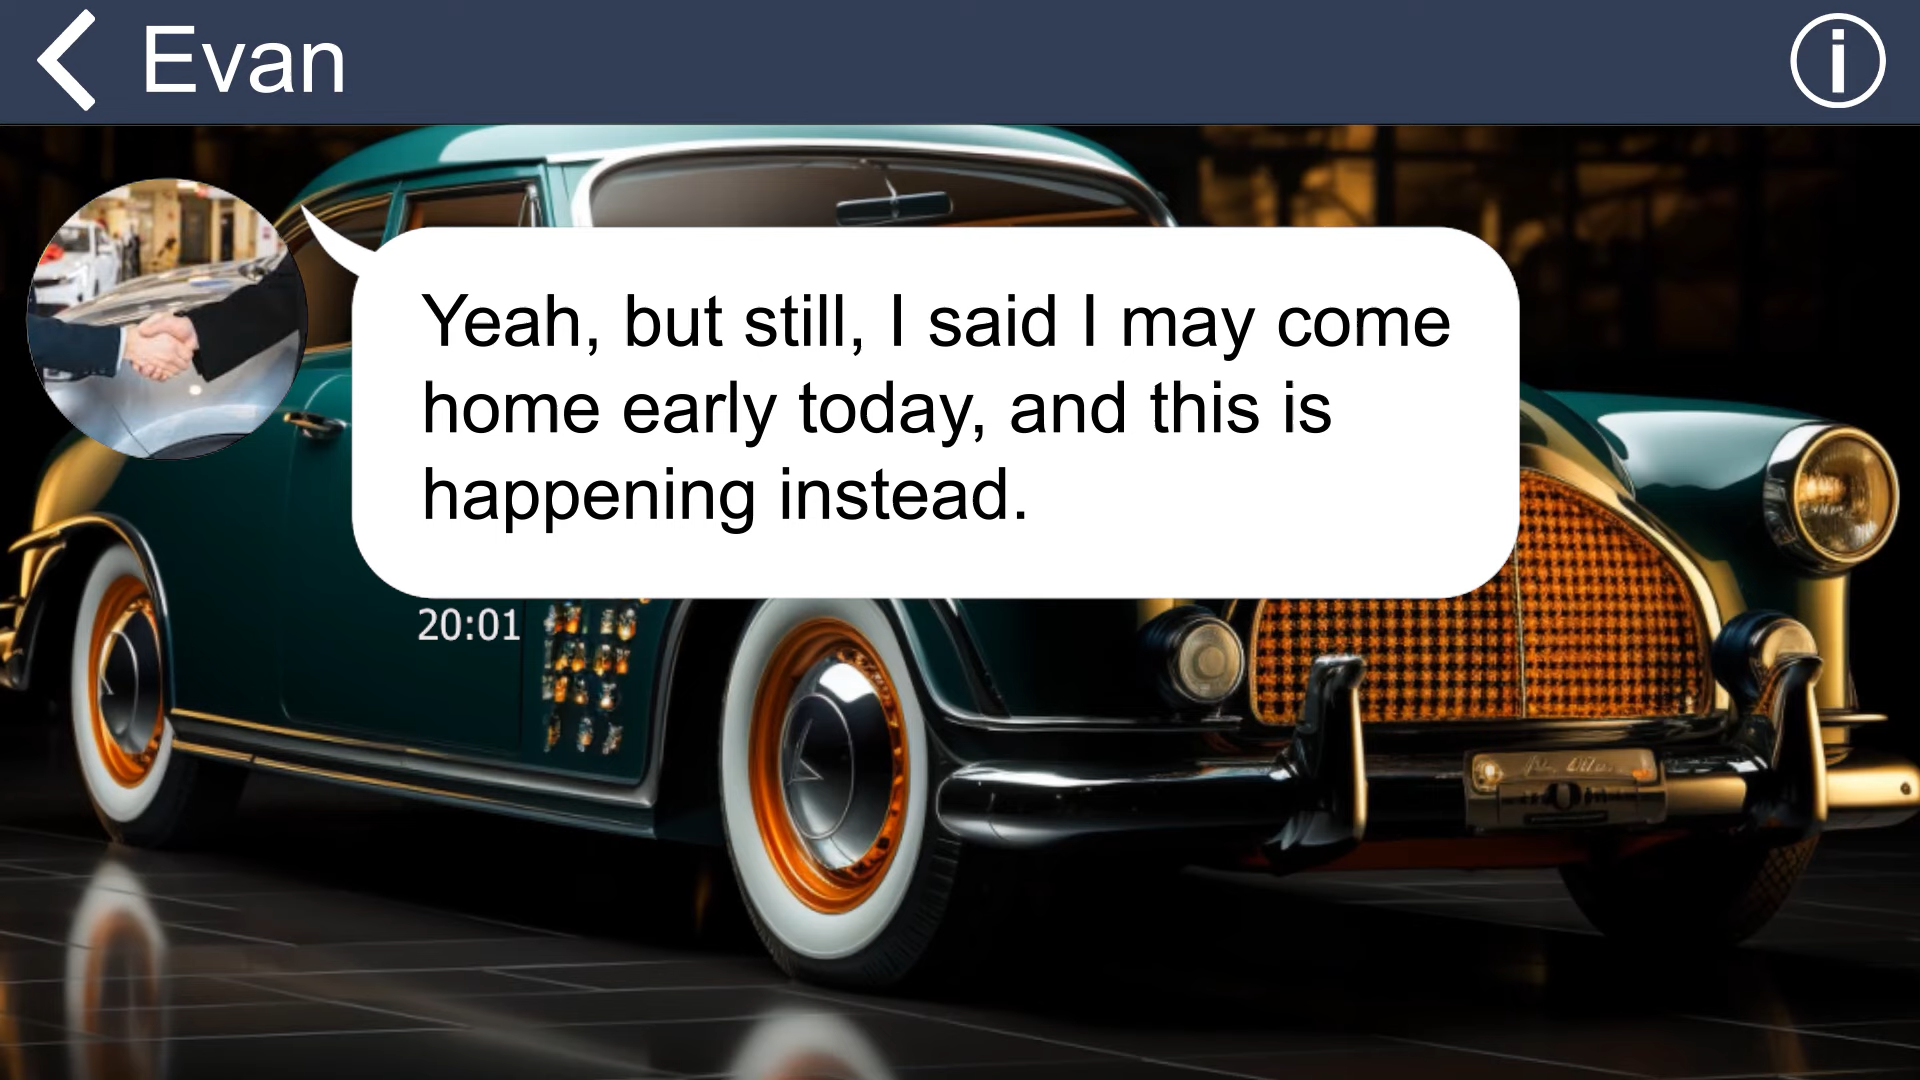 Evan
Yeah, but still, I said I may come
home early today, and this is
happening instead.
20:01